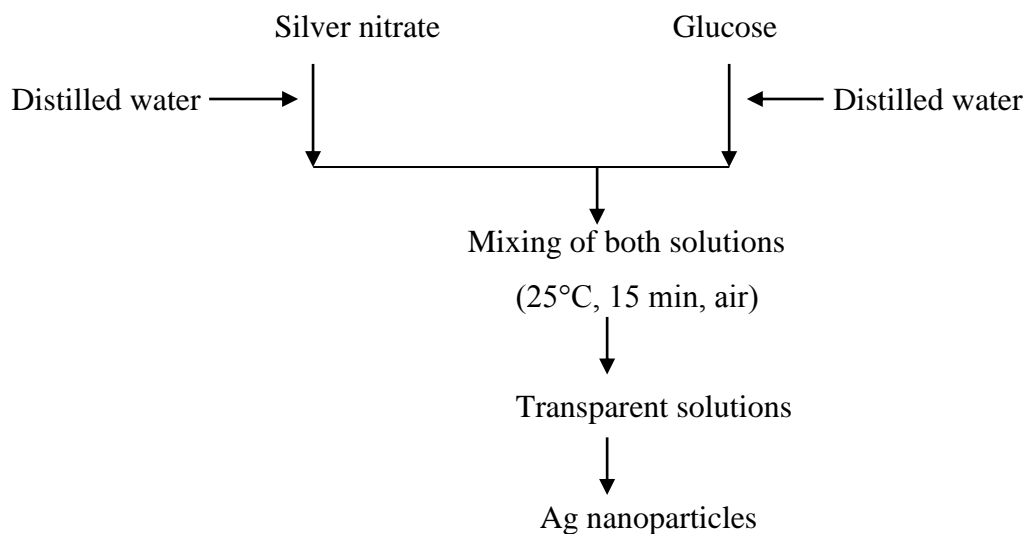 Silver nitrate
Glucose
Distilled water
Distilled water
Mixing of both solutions
(25°C, 15 min, air)
Transparent solutions
Ag nanoparticles